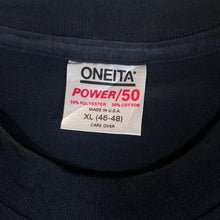 ONEITA®
POWER/50
50% POLYESTER 50% COTTON
MADE IN U.S.A.
XL (46-48)
CARE OVER